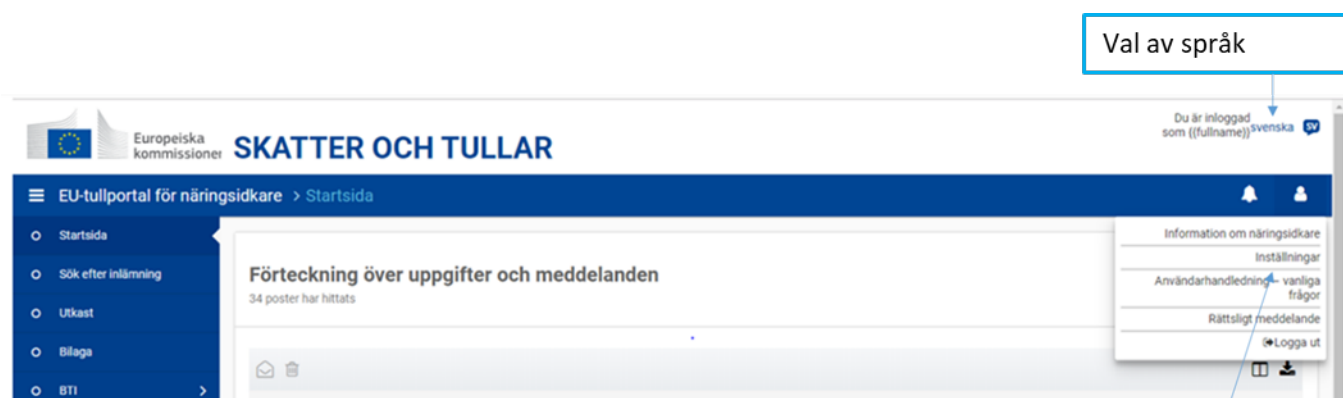 Val av språk
Du är inloggad
som ((fullname))
svenska SV
Europeiska
kommissionen
SKATTER OCH TULLAR
EU-tullportal för näringsidkare > Startsida
Startsida
Sök efter inlämning
Utkast
Bilaga
BTI >
Förteckning över uppgifter och meddelanden
34 poster har hittats
Information om näringsidkare
Inställningar
Användarhandledning – vanliga
frågor
Rättsligt meddelande
Logga ut